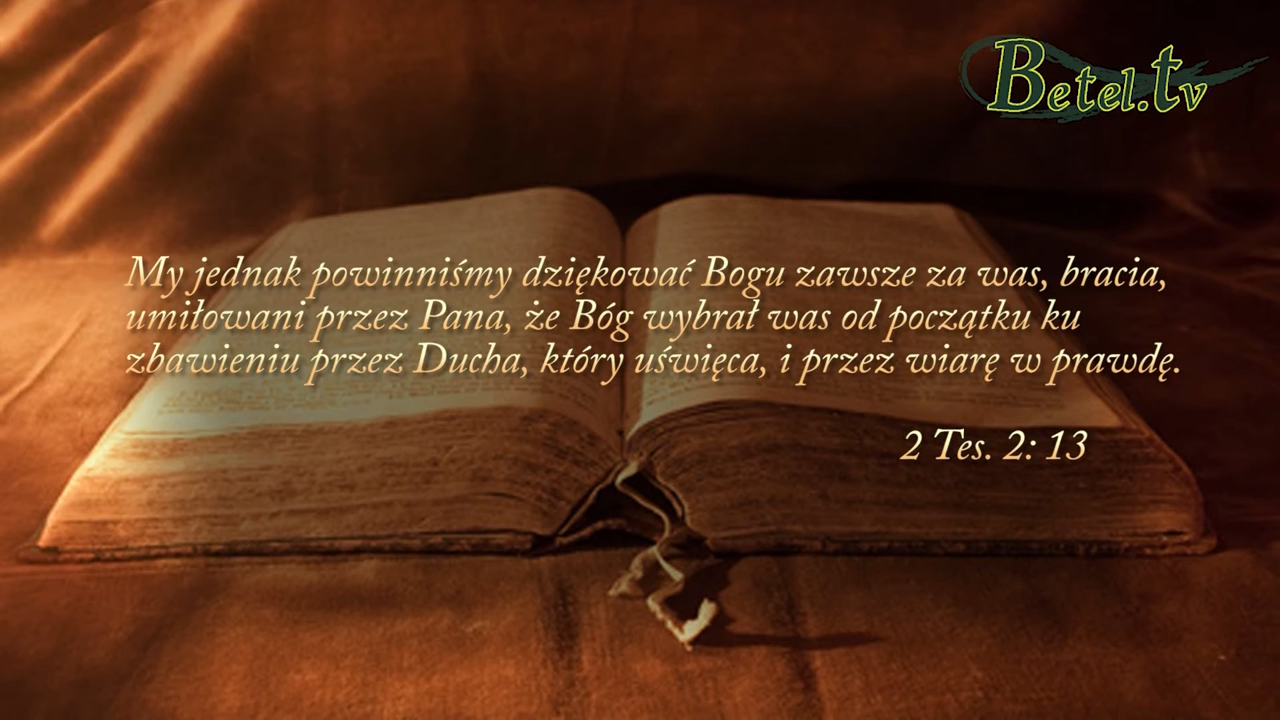 Betel.tv
My jednak powinniśmy dziękować Bogu zawsze za was, bracia,
umiłowani przez Pana, że Bóg wybrał was od początku ku
zbawieniu przez Ducha, który uświęca, i przez wiarę w prawdę.
2 Tes. 2: 13